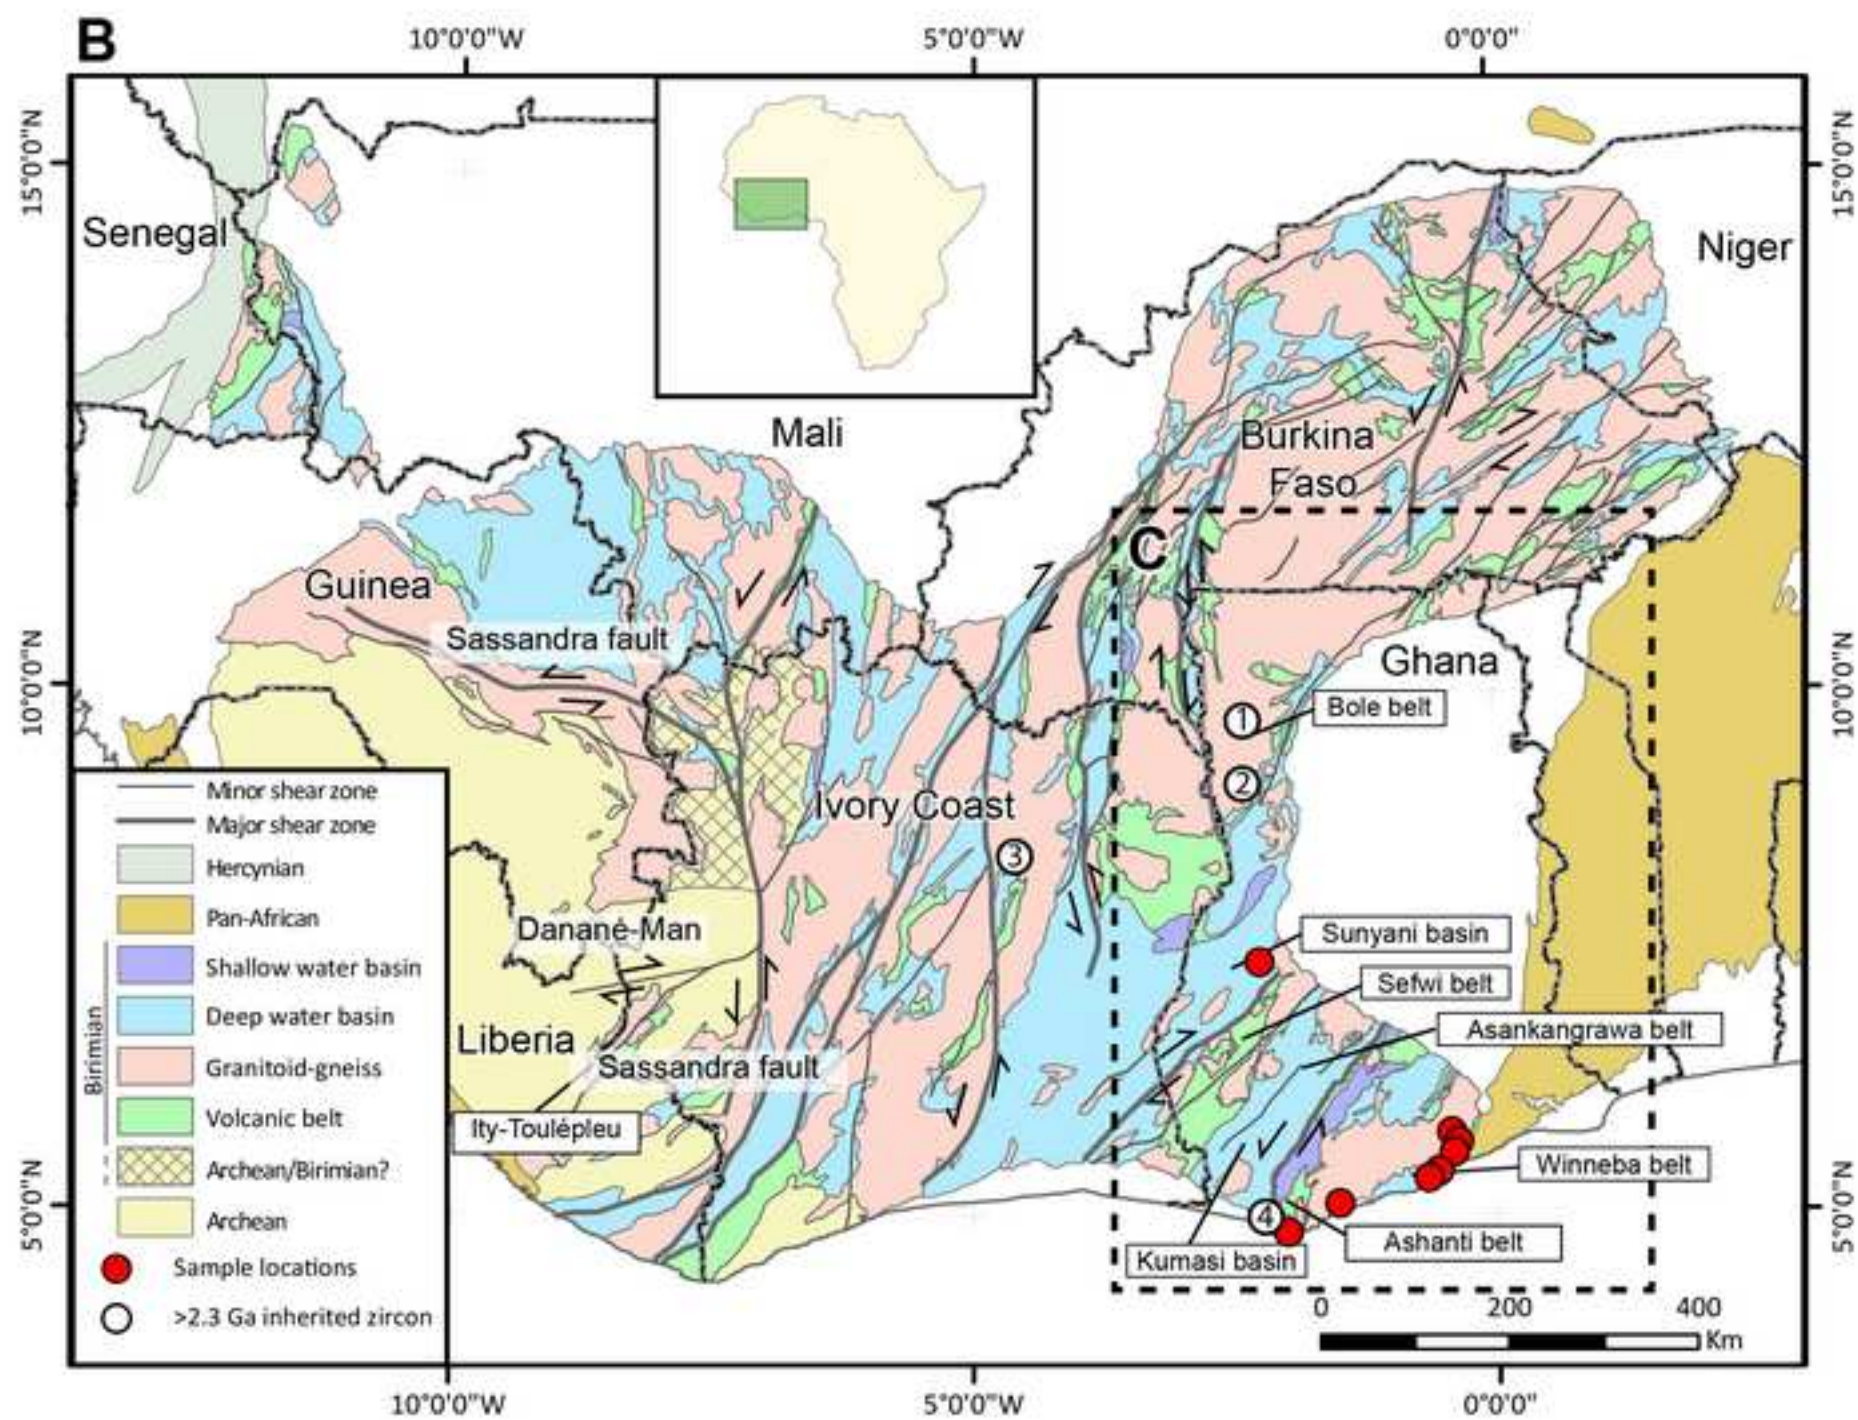 B
10°0'0"W
5°0'0"W
0°0'0"
15°0'0"N
15°0'0"N
Senegal
Niger
Mali
Burkina
Faso
C
Guinea
Sassandra fault
Ghana
10°0'0"N
10°0'0"N
1
Bole belt
2
Ivory Coast
3
Minor shear zone
Major shear zone
Hercynian
Pan-African
Shallow water basin
Deep water basin
Granitoid-gneiss
Volcanic belt
Birimian
Archean/Birimian?
Archean
Sample locations
>2.3 Ga inherited zircon
Danané-Man
Sunyani basin
Sefwi belt
Asankangrawa belt
Liberia
Sassandra fault
Ity-Toulépleu
Winneba belt
5°0'0"N
5°0'0"N
4
Ashanti belt
Kumasi basin
0 200 400
Km
10°0'0"W
5°0'0"W
0°0'0"